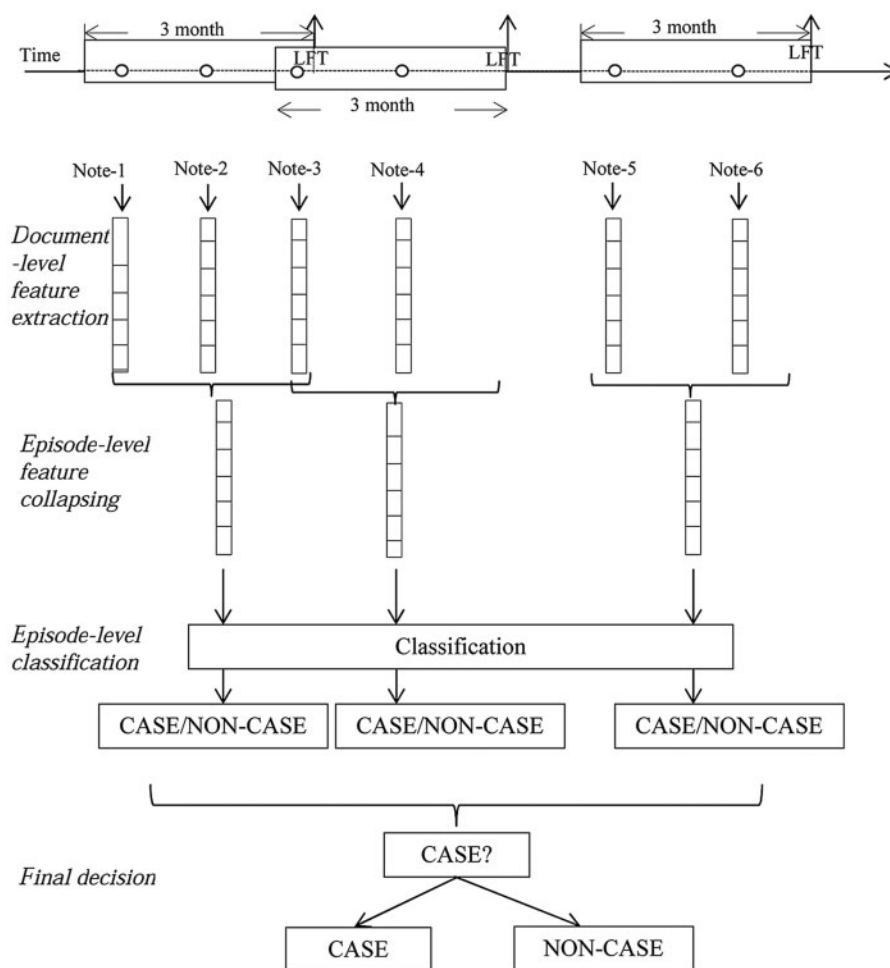 3 month
3 month
Time
LFT
LFT
LFT
3 month
Note-1
Note-2
Note-3
Note-4
Note-5
Note-6
Document
-level
feature
extraction
Episode-level
feature
collapsing
Episode-level
classification
Classification
CASE/NON-CASE
CASE/NON-CASE
CASE/NON-CASE
CASE?
Final decision
CASE
NON-CASE